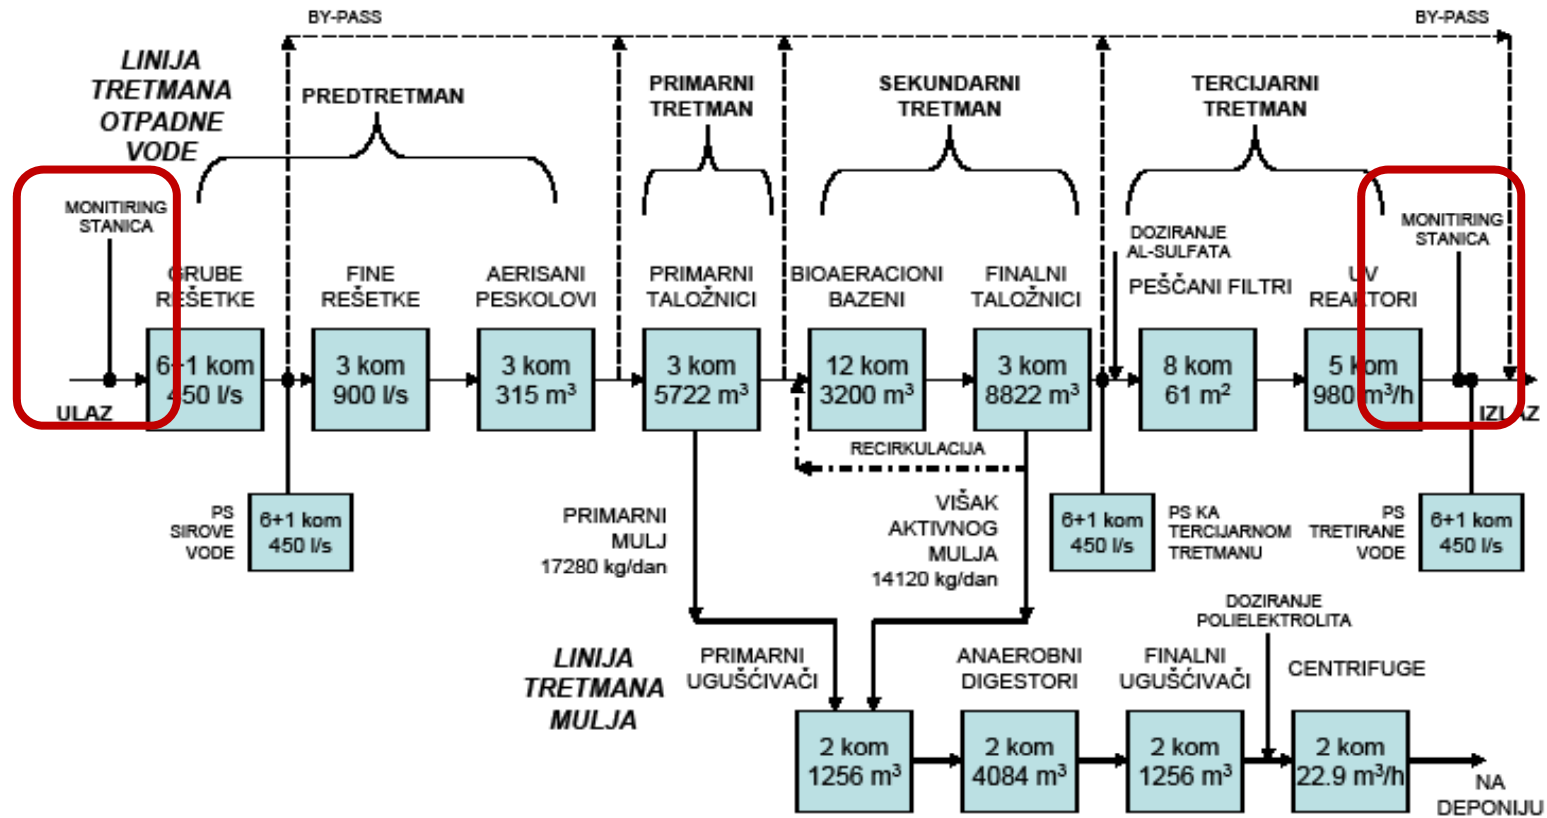 BY-PASS
BY-PASS
LINIJA
TRETMANA
OTPADNE
VODE
PREDTRETMAN
PRIMARNI
TRETMAN
SEKUNDARNI
TRETMAN
TERCIJARNI
TRETMAN
MONITIRING
STANICA
MONITIRING
STANICA
DOZIRANJE
AL-SULFATA
GRUBE
REŠETKE
FINE
REŠETKE
AERISANI
PESKOLOVI
PRIMARNI
TALOŽNICI
BIOAERACIONI
BAZENI
FINALNI
TALOŽNICI
PEŠČANI FILTRI
UV
REAKTORI
6+1 kom
450 l/s
3 kom
900 l/s
3 kom
315 m³
3 kom
5722 m³
12 kom
3200 m³
3 kom
8822 m³
8 kom
61 m²
5 kom
980 m³/h
ULAZ
IZLAZ
RECIRKULACIJA
PS
SIROVE
VODE
6+1 kom
450 l/s
PRIMARNI
MULJ
17280 kg/dan
VIŠAK
AKTIVNOG
MULJA
14120 kg/dan
6+1 kom
450 l/s
PS KA
TERCIJARNOM
TRETMANU
PS
TRETIRANE
VODE
6+1 kom
450 l/s
DOZIRANJE
POLIELEKTROLITA
LINIJA
TRETMANA
MULJA
PRIMARNI
UGUŠĆIVAČI
ANAEROBNI
DIGESTORI
FINALNI
UGUŠĆIVAČI
CENTRIFUGE
2 kom
1256 m³
2 kom
4084 m³
2 kom
1256 m³
2 kom
22.9 m³/h
NA
DEPONIJU